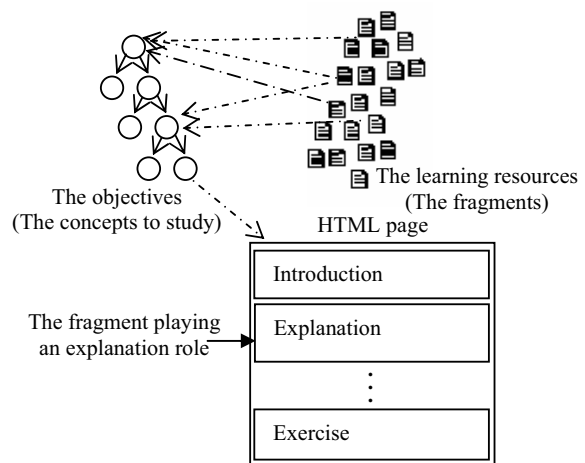 The objectives
(The concepts to study)
The learning resources
(The fragments)
HTML page
Introduction
The fragment playing
an explanation role
Explanation
Exercise